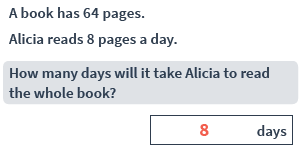 A book has 64 pages.
Alicia reads 8 pages a day.
How many days will it take Alicia to read
the whole book?
8 days